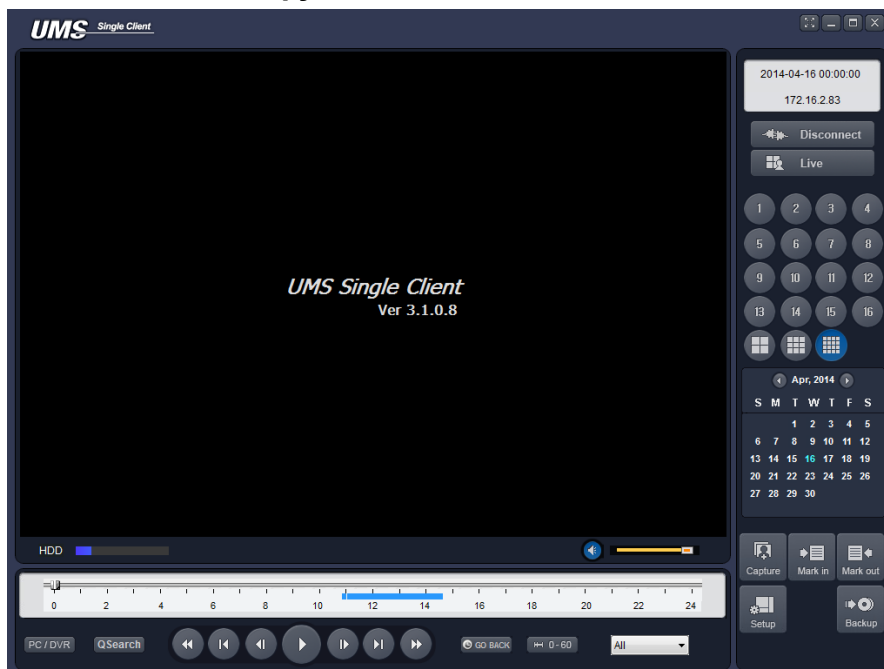 UMS Single Client
2014-04-16 00:00:00
172.16.2.83
Disconnect
Live
1 2 3 4
5 6 7 8
9 10 11 12
13 14 15 16
UMS Single Client
Ver 3.1.0.8
Apr, 2014
S M T W T F S
1 2 3 4 5
6 7 8 9 10 11 12
13 14 15 16 17 18 19
20 21 22 23 24 25 26
27 28 29 30
HDD
Capture Mark in Mark out
0 2 4 6 8 10 12 14 16 18 20 22 24
Setup Backup
PC / DVR QSearch GO BACK 0-60 All